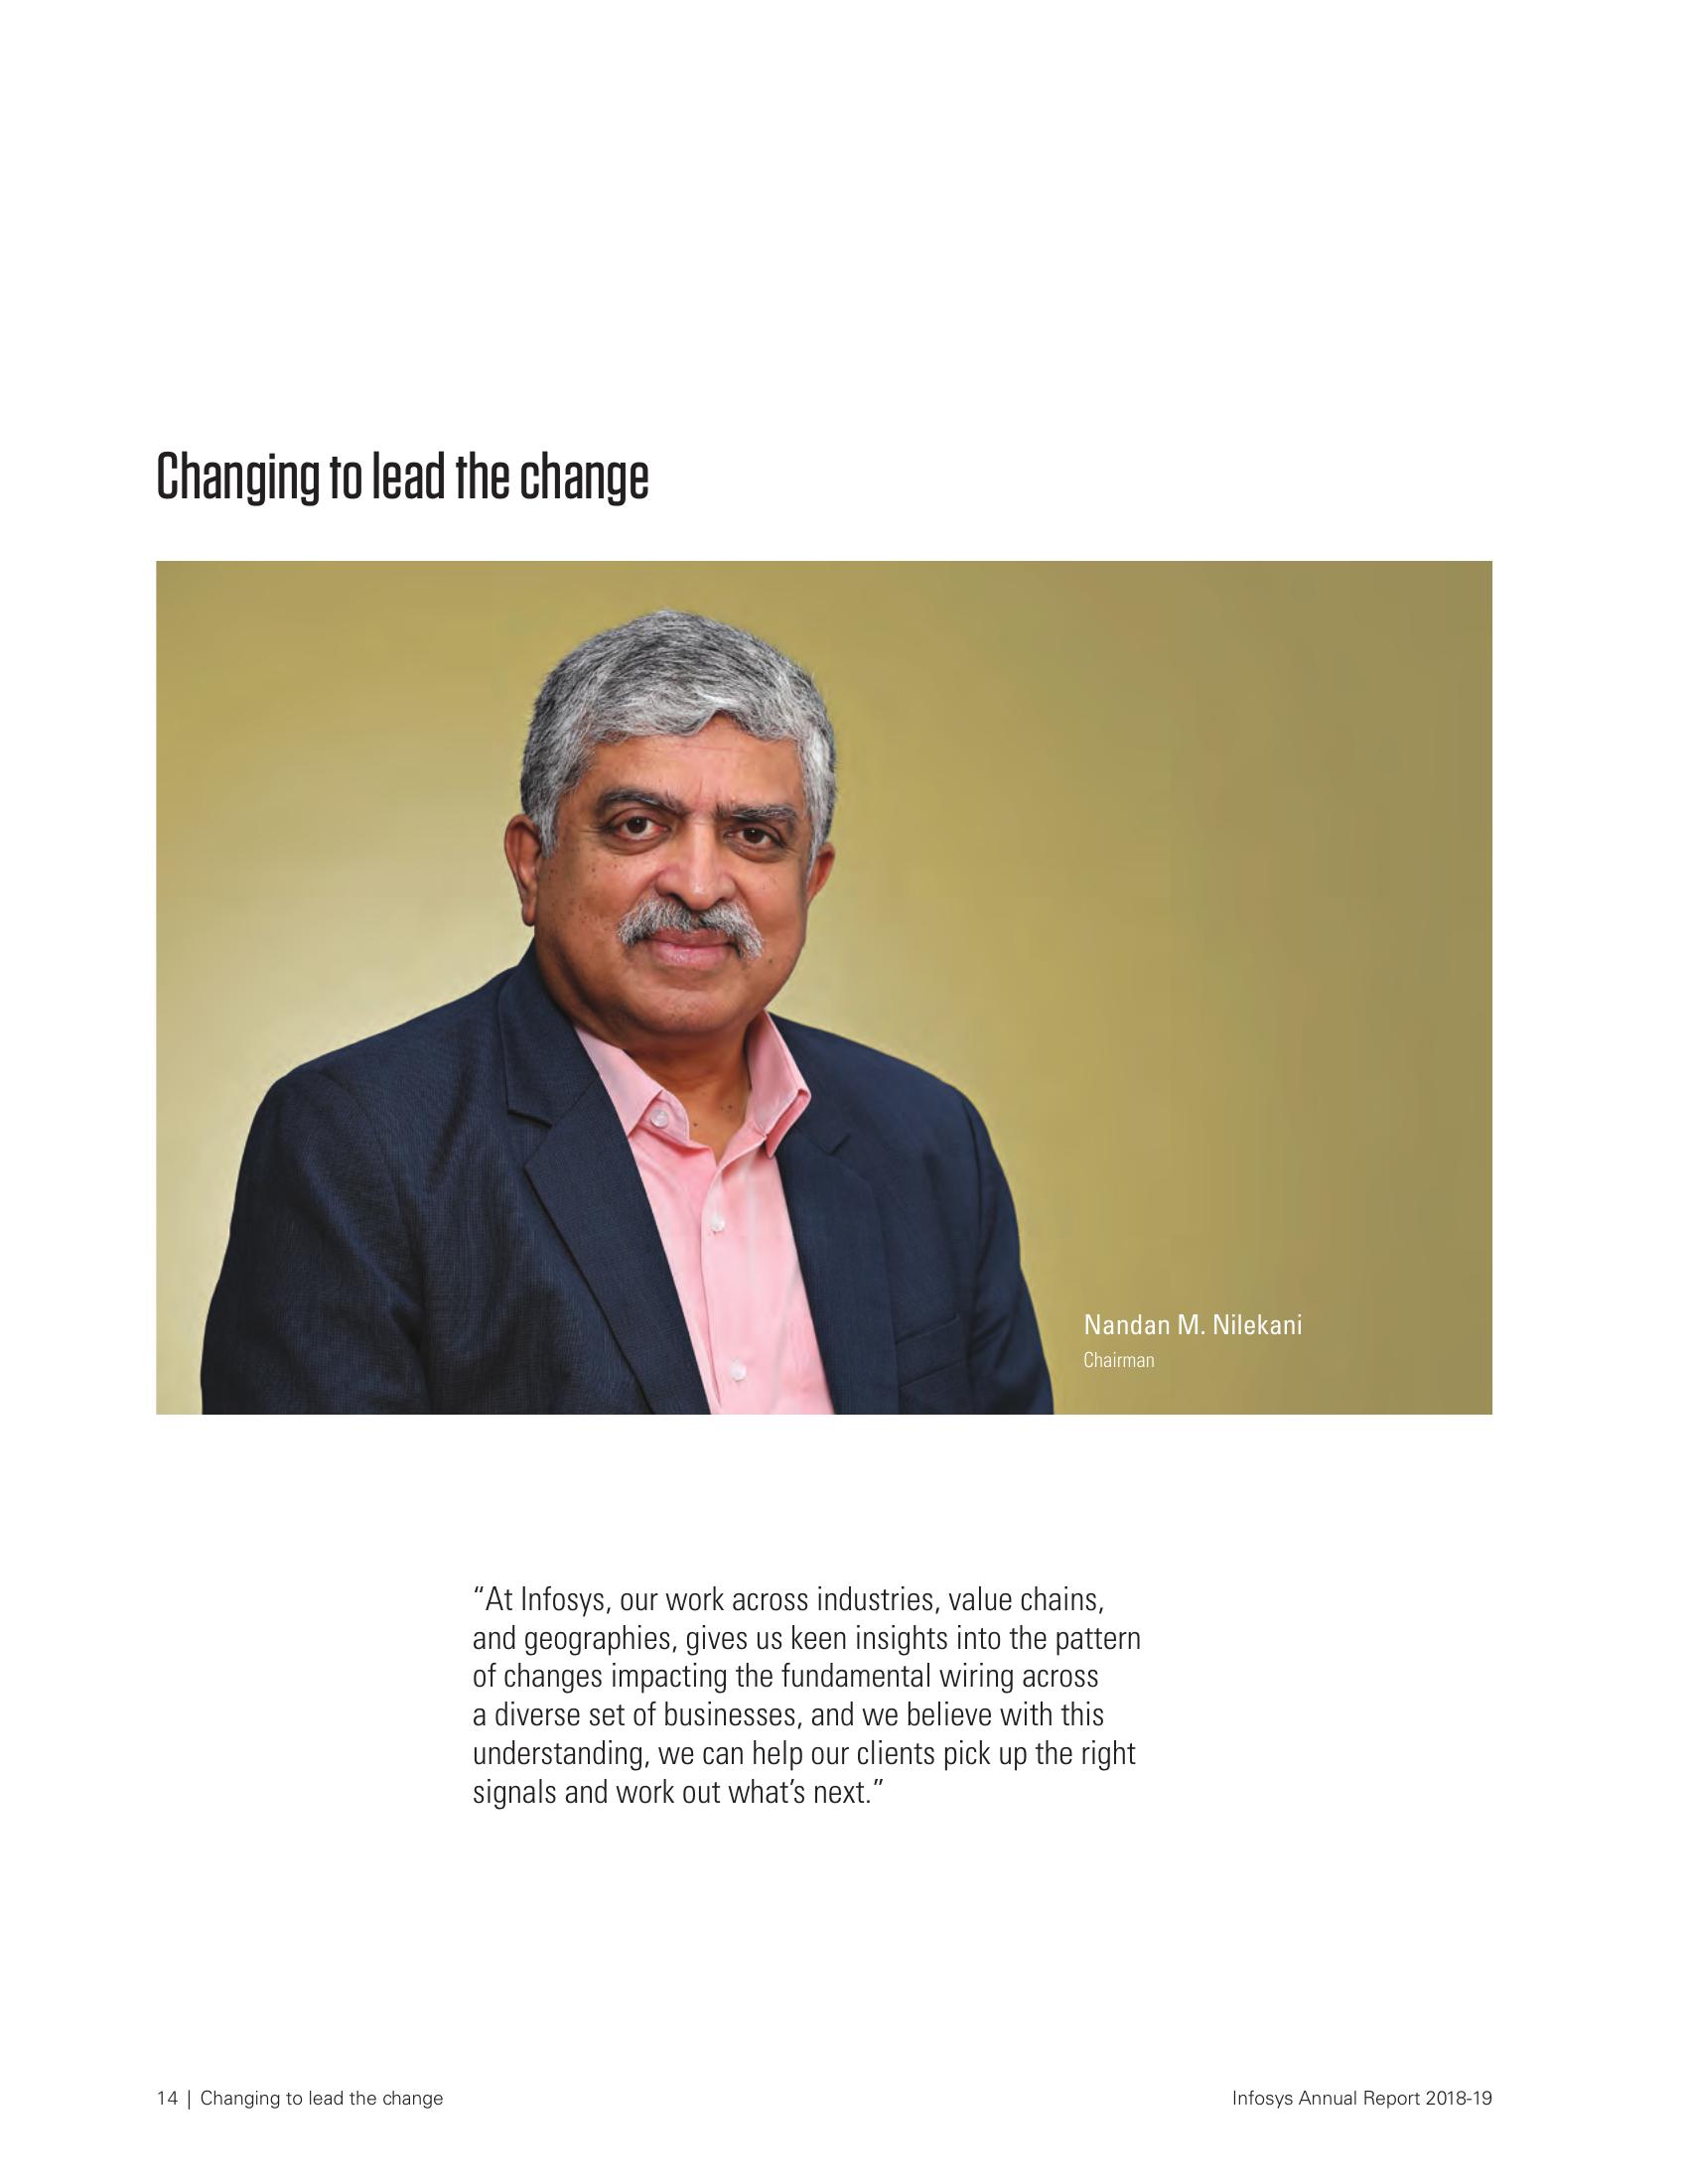 Changing to lead the change
Nandan M. Nilekani
Chairman
“At Infosys, our work across industries, value chains,
and geographies, gives us keen insights into the pattern
of changes impacting the fundamental wiring across
a diverse set of businesses, and we believe with this
understanding, we can help our clients pick up the right
signals and work out what’s next.”
14 | Changing to lead the change
Infosys Annual Report 2018-19